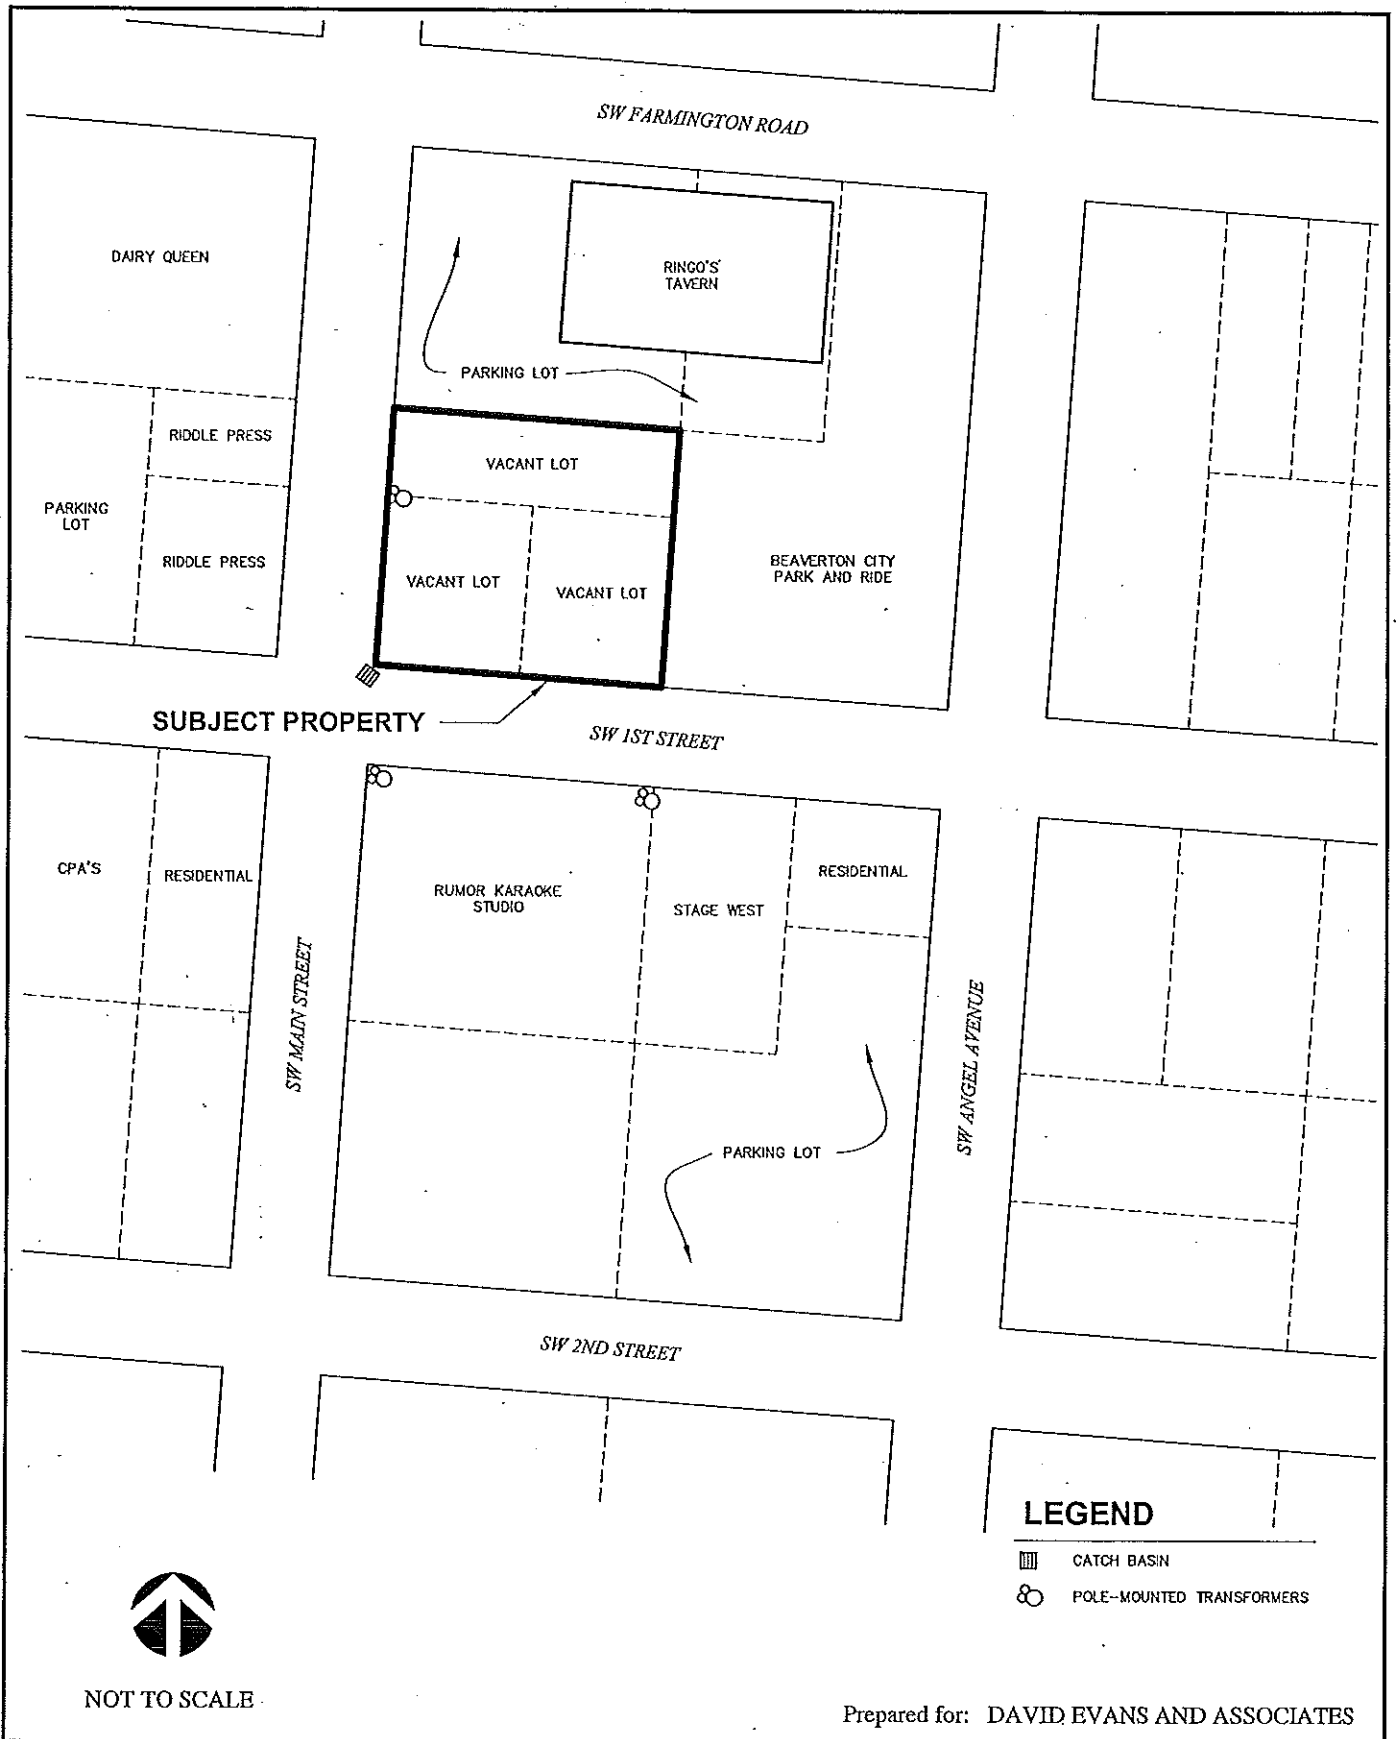 SW FARMINGTON ROAD
DAIRY QUEEN
RINGO'S
TAVERN
PARKING LOT
RIDDLE PRESS
VACANT LOT
PARKING
LOT
RIDDLE PRESS
VACANT LOT
VACANT LOT
BEAVERTON CITY
PARK AND RIDE
SUBJECT PROPERTY
SW 1ST STREET
CPA'S
RESIDENTIAL
RUMOR KARAOKE
STUDIO
STAGE WEST
RESIDENTIAL
SW MAIN STREET
SW ANGEL AVENUE
PARKING LOT
SW 2ND STREET
LEGEND
CATCH BASIN
POLE-MOUNTED TRANSFORMERS
NOT TO SCALE
Prepared for: DAVID EVANS AND ASSOCIATES